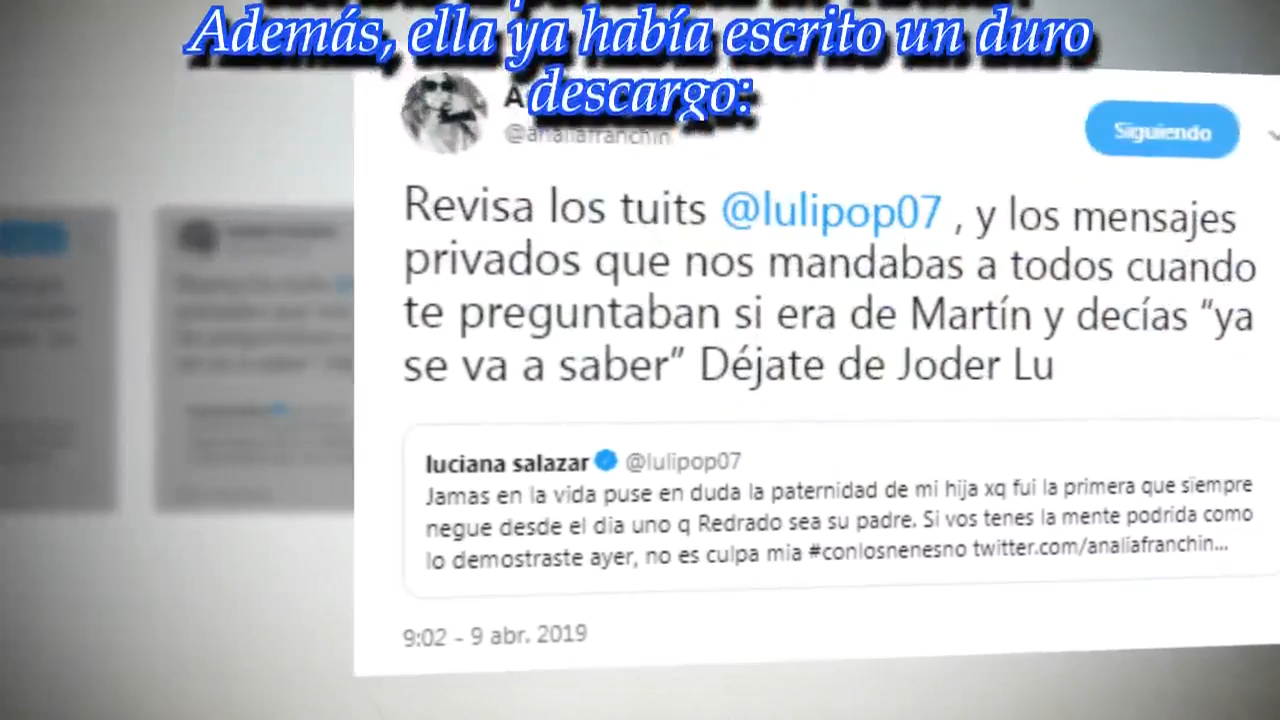 Además, ella ya había escrito un duro
descargo:
@analiafranchin
Siguiendo
Revisa los tuits @lulipop07 , y los mensajes
privados que nos mandabas a todos cuando
te preguntaban si era de Martín y decías “ya
se va a saber” Déjate de Joder Lu
luciana salazar @lulipop07
Jamas en la vida puse en duda la paternidad de mi hija xq fui la primera que siempre
negue desde el dia uno q Redrado sea su padre. Si vos tenes la mente podrida como
lo demostraste ayer, no es culpa mia #conlosnenesno twitter.com/analiafranchin...
9:02 - 9 abr. 2019